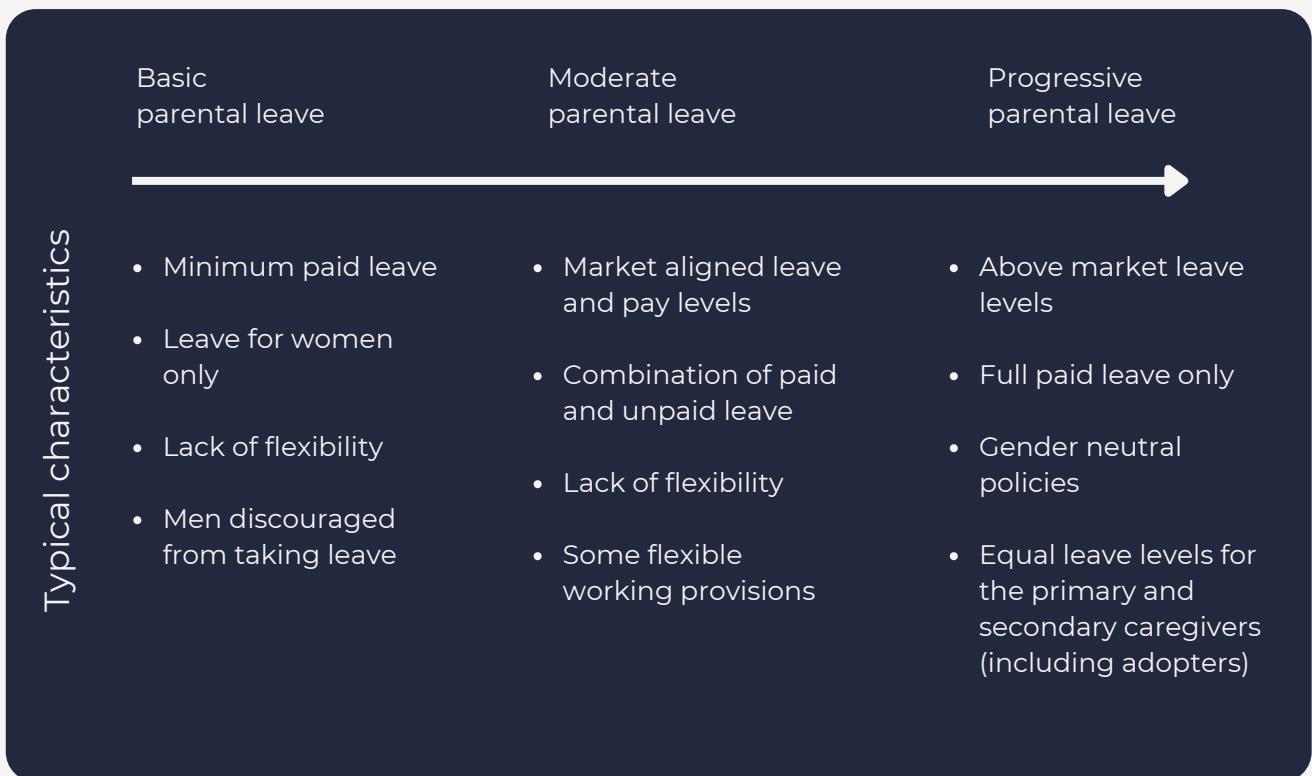 Basic
parental leave
Moderate
parental leave
Progressive
parental leave
Typical characteristics
• Minimum paid leave
• Leave for women
only
• Lack of flexibility
• Men discouraged
from taking leave
• Market aligned leave
and pay levels
• Combination of paid
and unpaid leave
• Lack of flexibility
• Some flexible
working provisions
• Above market leave
levels
• Full paid leave only
• Gender neutral
policies
• Equal leave levels for
the primary and
secondary caregivers
(including adopters)